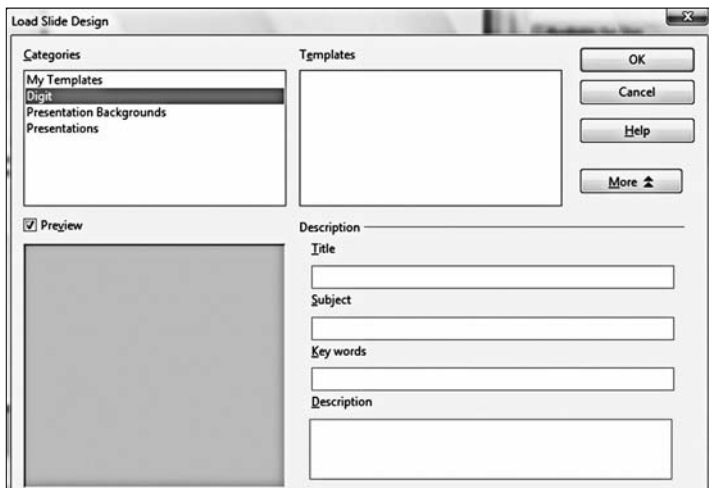 Load Slide Design
Categories
My Templates
Digit
Presentation Backgrounds
Presentations
Templates
OK
Cancel
Help
More
Preview
Description
Title
Subject
Key words
Description